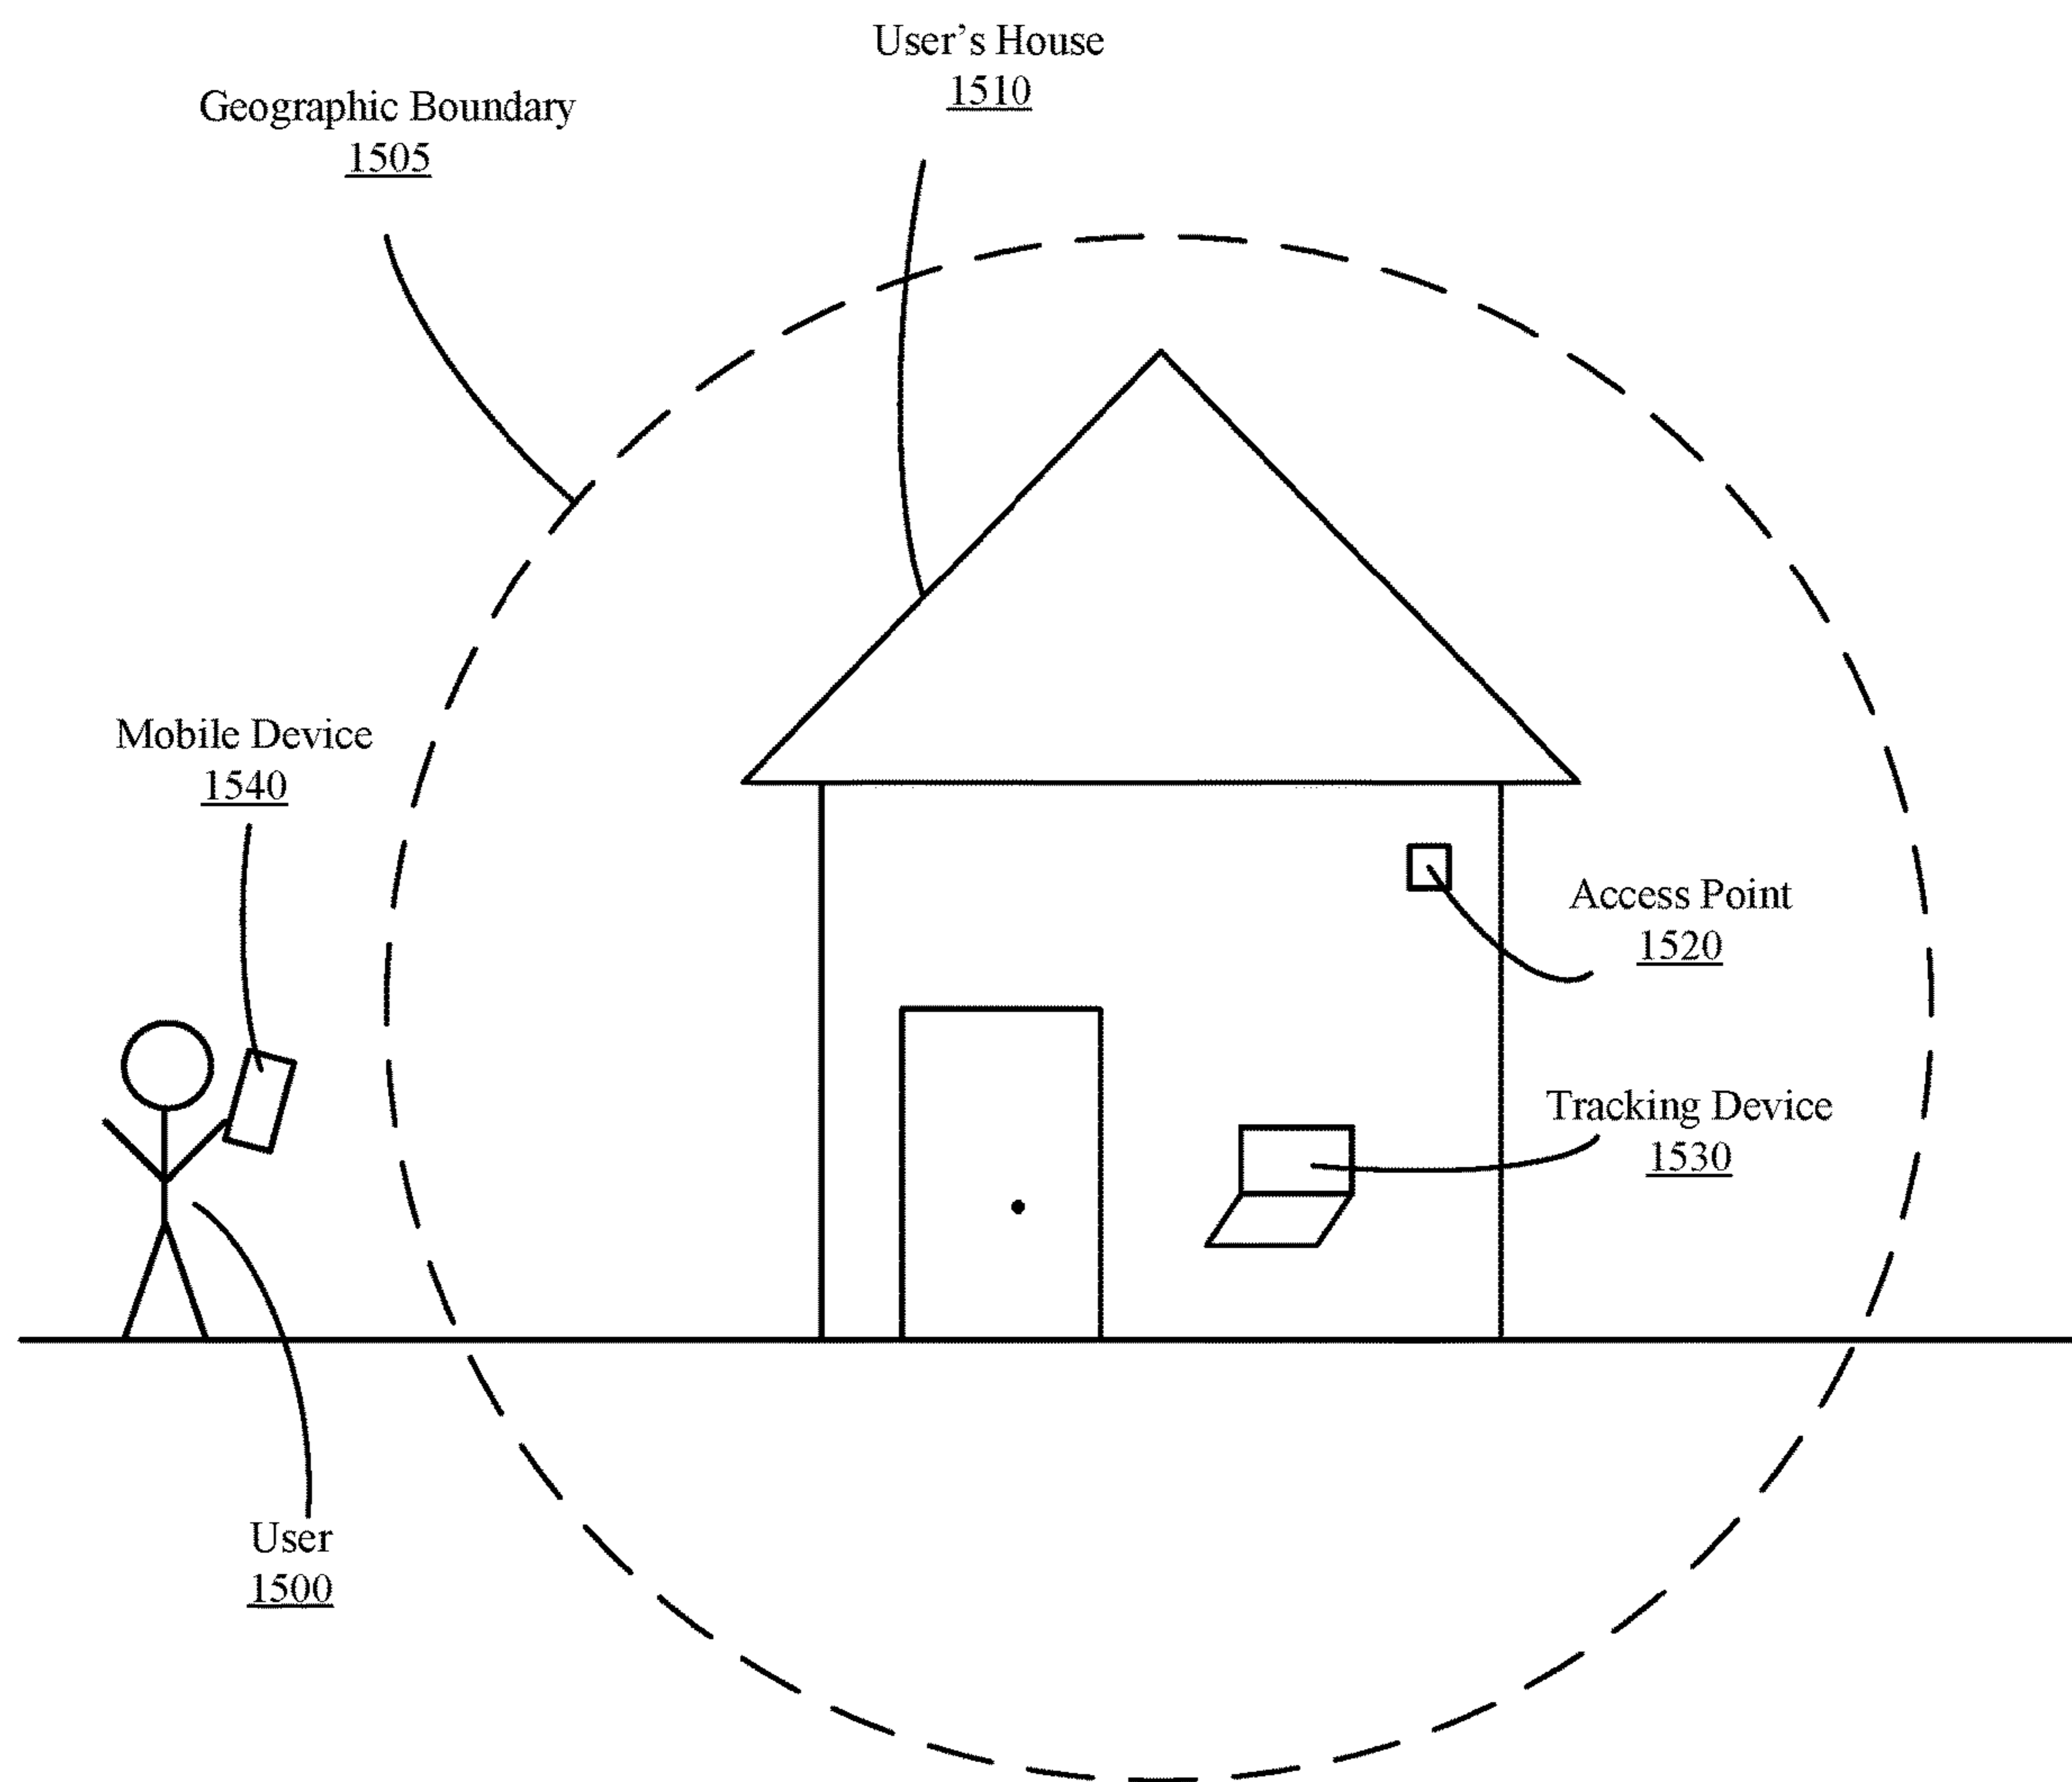 User’s House
1510
Geographic Boundary
1505
Mobile Device
1540
Access Point
1520
Tracking Device
1530
User
1500